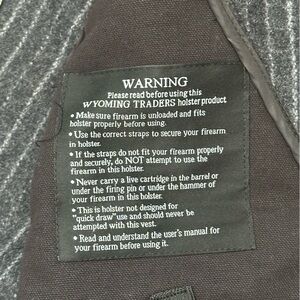 WARNING
Please read before using this
WYOMING TRADERS holster product
• Make sure firearm is unloaded and fits
holster properly before using.
• Use the correct straps to secure your firearm
in holster.
• If the straps do not fit your firearm properly
and securely, do NOT attempt to use the
firearm in this holster.
• Never carry a live cartridge in the barrel or
under the firing pin or under the hammer of
your firearm in this holster.
• This is holster not designed for
"quick draw" use and should never be
attempted with this vest.
• Read and understand the user's manual for
your firearm before using it.